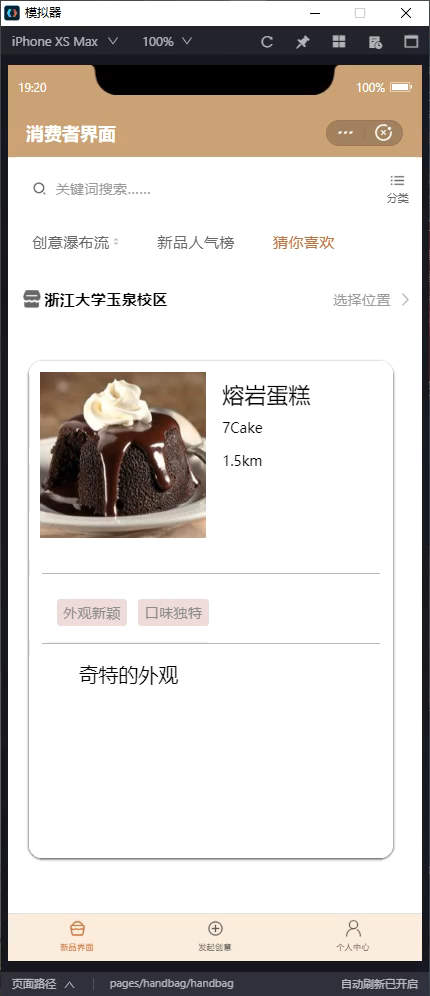 模拟器
iPhone XS Max 100%
19:20 100%
消费者界面
关键词搜索……
分类
创意瀑布流 新品人气榜 猜你喜欢
浙江大学玉泉校区 选择位置
熔岩蛋糕
7Cake
1.5km
外观新颖 口味独特
奇特的外观
新品界面 发起创意 个人中心
页面路径 pages/handbag/handbag 自动刷新已开启